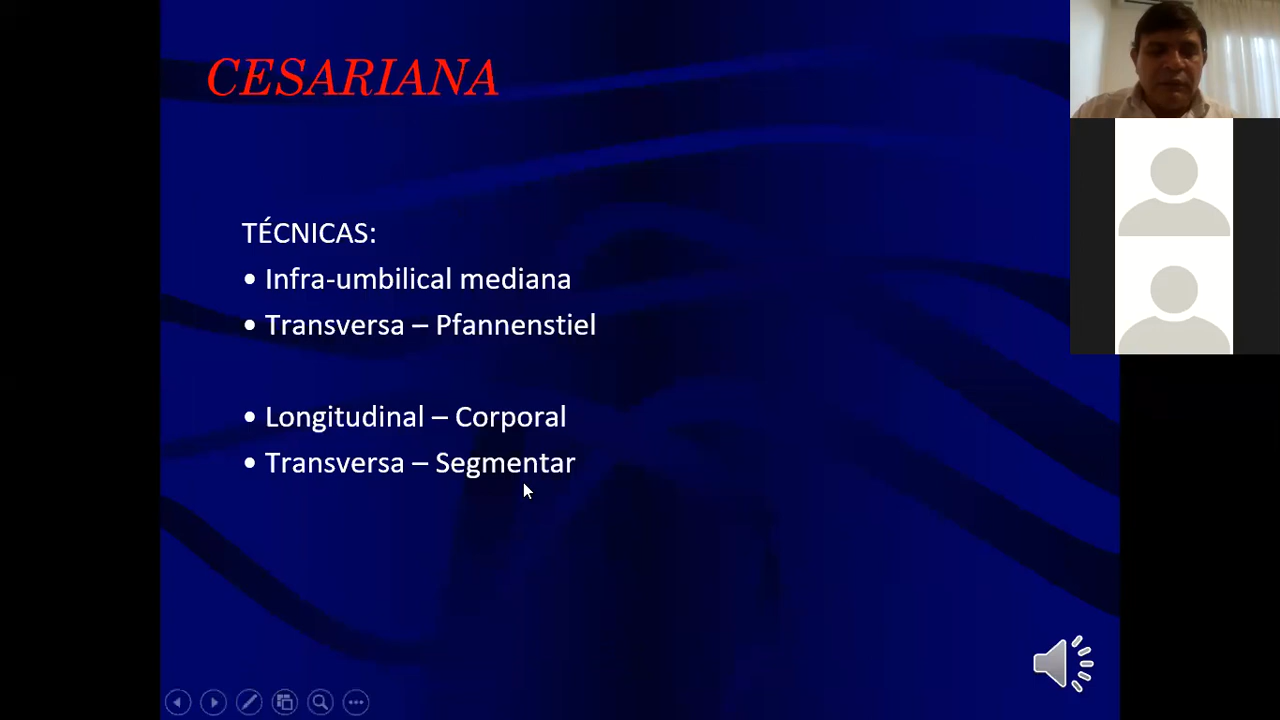 CESARIANA
TÉCNICAS:
• Infra-umbilical mediana
• Transversa – Pfannenstiel
• Longitudinal – Corporal
• Transversa – Segmentar